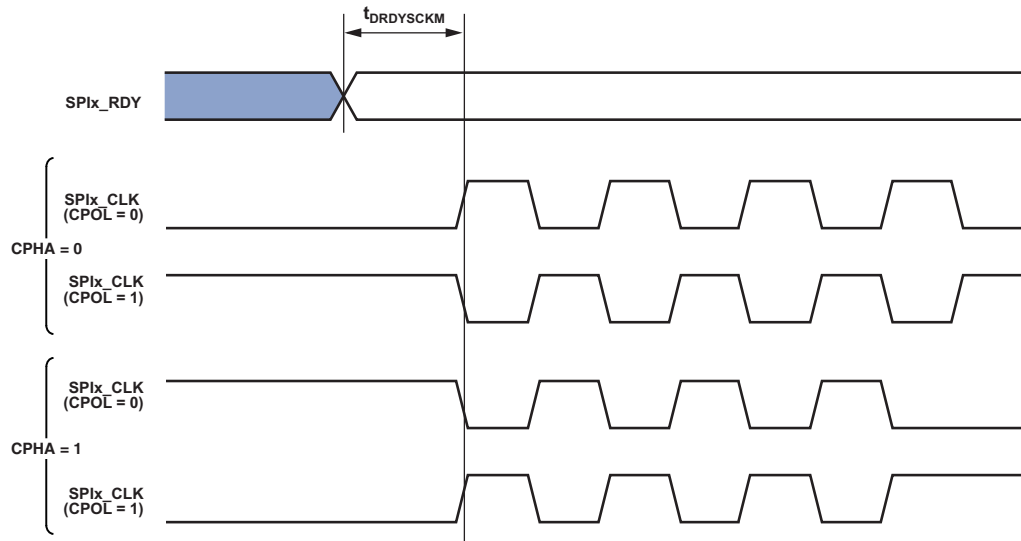 tDRDYSCKM
SPIx_RDY
SPIx_CLK
(CPOL = 0)
CPHA = 0
SPIx_CLK
(CPOL = 1)
SPIx_CLK
(CPOL = 0)
CPHA = 1
SPIx_CLK
(CPOL = 1)